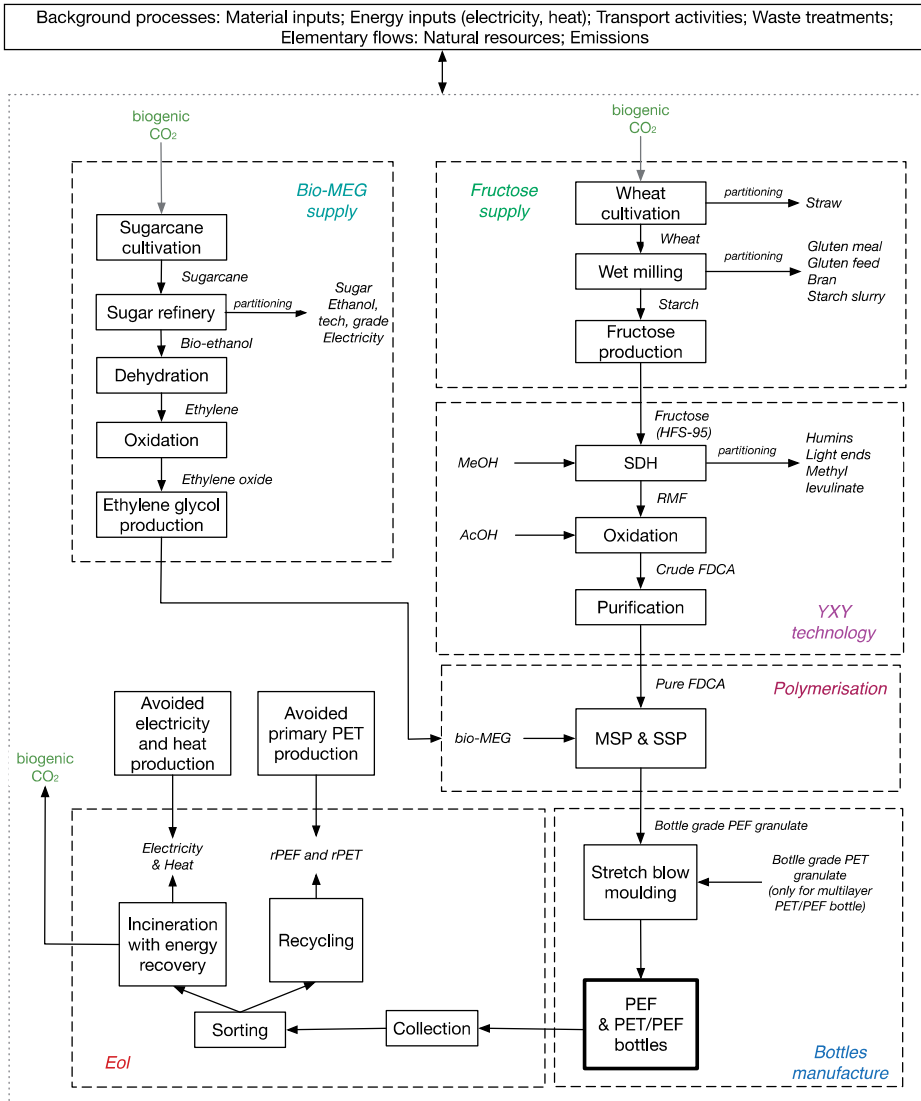 Background processes: Material inputs; Energy inputs (electricity, heat); Transport activities; Waste treatments;
Elementary flows: Natural resources; Emissions
biogenic
CO₂
Bio-MEG
supply
Sugarcane
cultivation
Sugarcane
Sugar refinery
partitioning
Sugar
Ethanol,
tech, grade
Electricity
Bio-ethanol
Dehydration
Ethylene
Oxidation
Ethylene oxide
Ethylene glycol
production
biogenic
CO₂
Fructose
supply
Wheat
cultivation
partitioning
Straw
Wheat
Wet milling
partitioning
Gluten meal
Gluten feed
Bran
Starch slurry
Starch
Fructose
production
Fructose
(HFS-95)
MeOH
SDH
partitioning
Humins
Light ends
Methyl
levulinate
RMF
AcOH
Oxidation
Crude FDCA
Purification
YXY
technology
Pure FDCA
Polymerisation
bio-MEG
MSP & SSP
Bottle grade PEF granulate
Stretch blow
moulding
Botlle grade PET
granulate
(only for multilayer
PET/PEF bottle)
PEF
& PET/PEF
bottles
Bottles
manufacture
Avoided
electricity
and heat
production
Avoided
primary PET
production
biogenic
CO₂
Electricity
& Heat
rPEF and rPET
Incineration
with energy
recovery
Recycling
Sorting
Collection
Eol